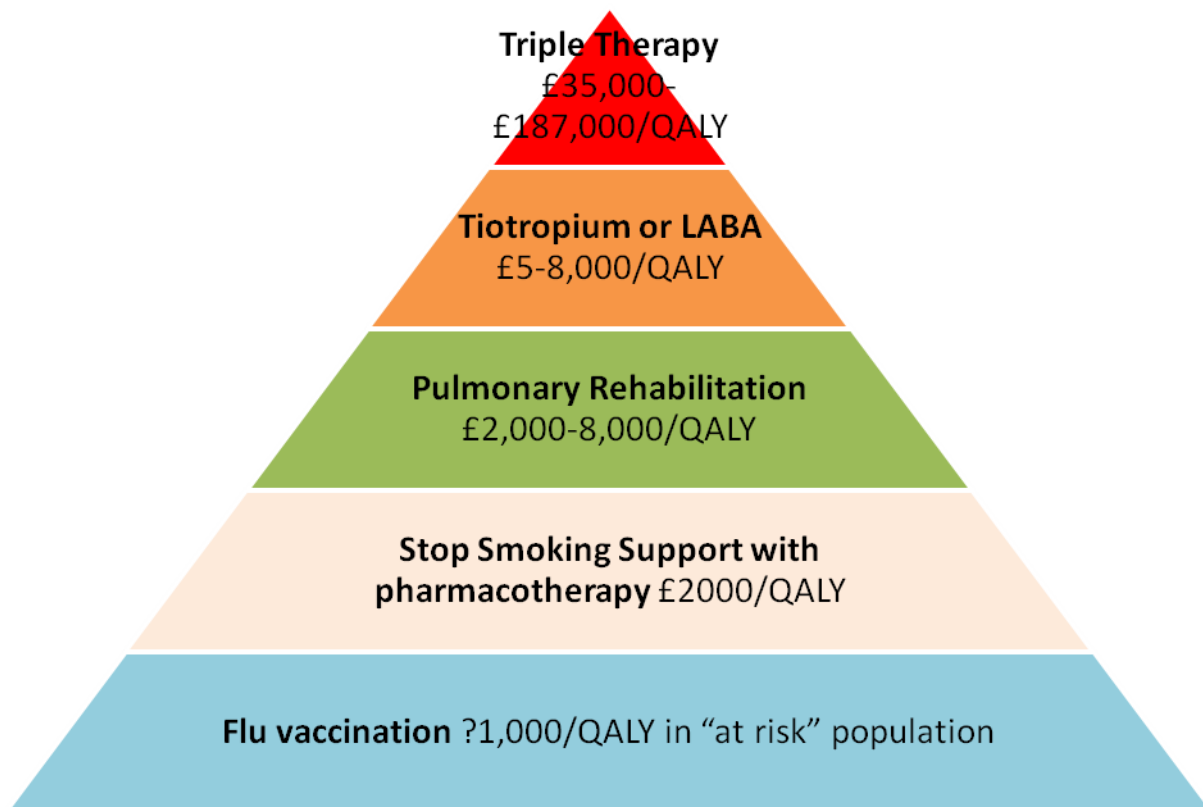 Triple Therapy
£35,000-
£187,000/QALY
Tiotropium or LABA
£5-8,000/QALY
Pulmonary Rehabilitation
£2,000-8,000/QALY
Stop Smoking Support with
pharmacotherapy £2000/QALY
Flu vaccination ?1,000/QALY in “at risk” population